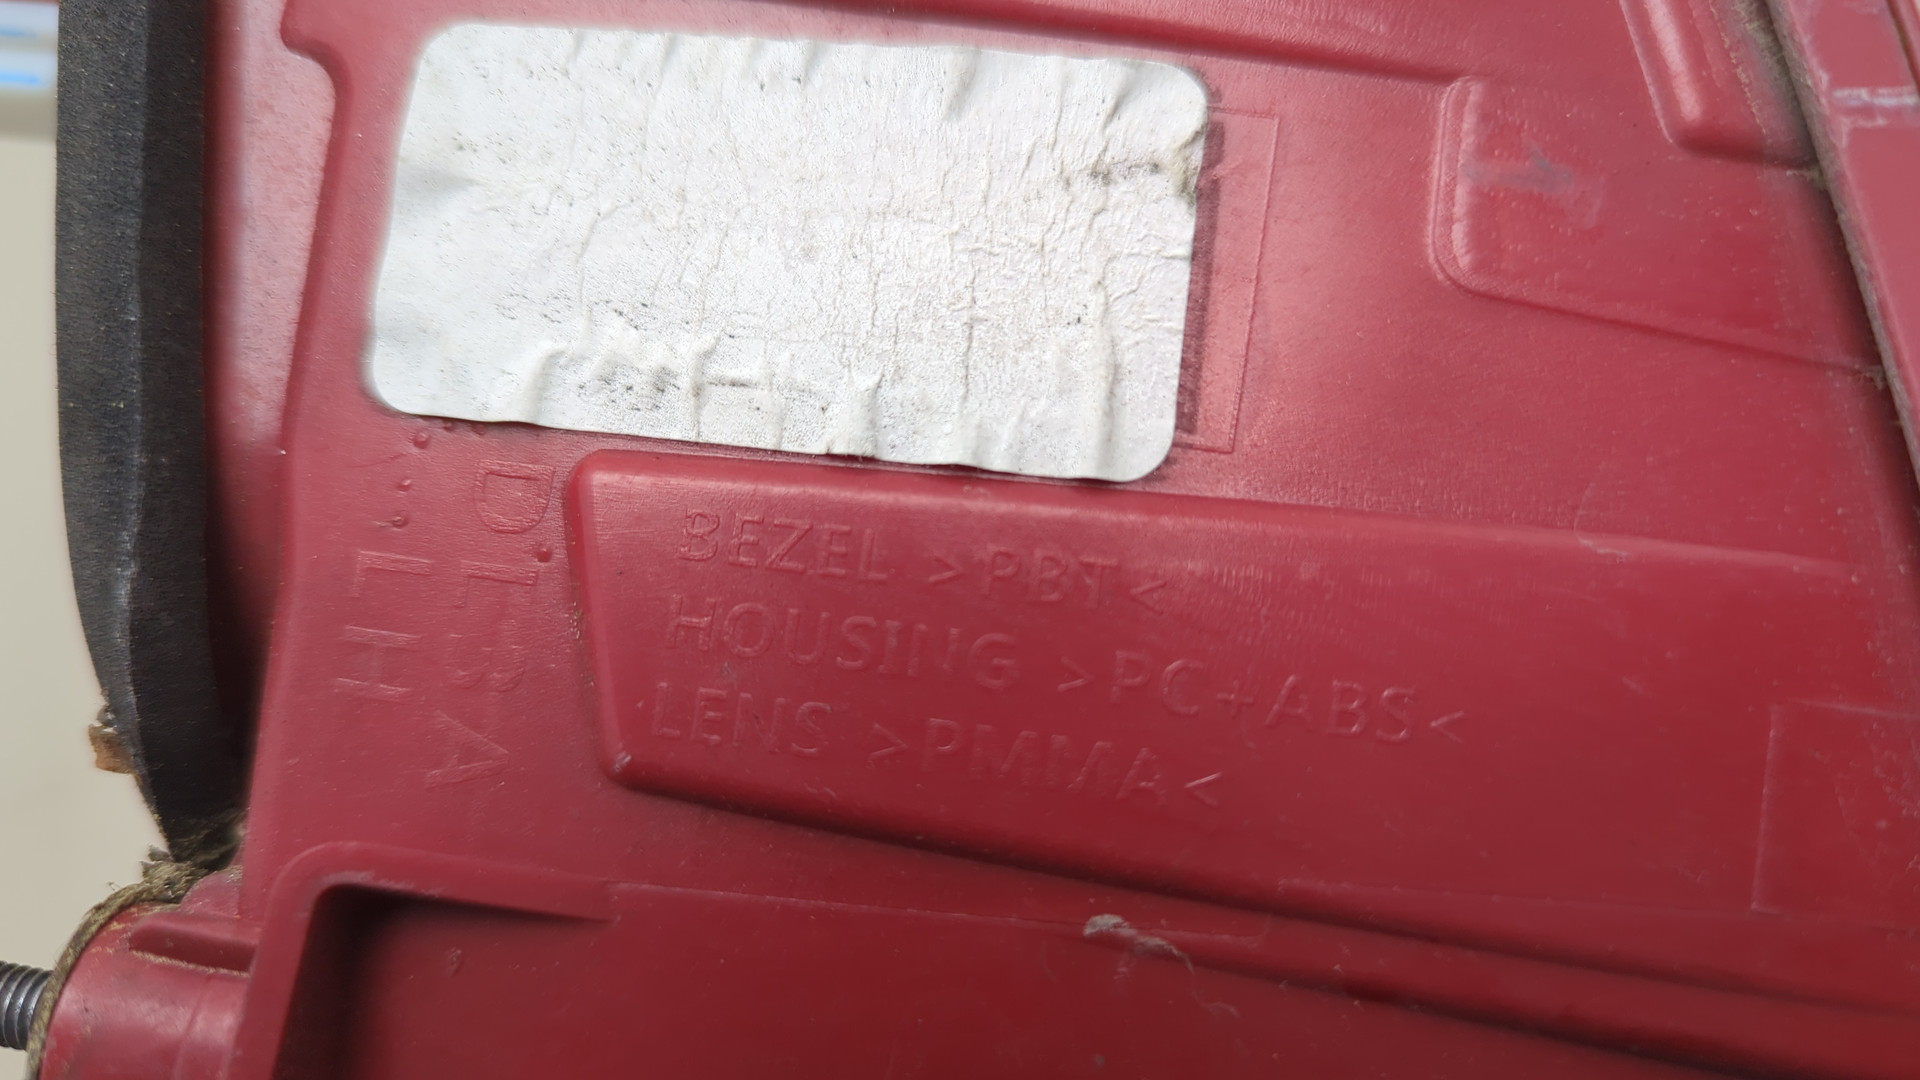 BEZEL >PBT<
HOUSING >PC+ABS<
LENS >PMMA<
LH